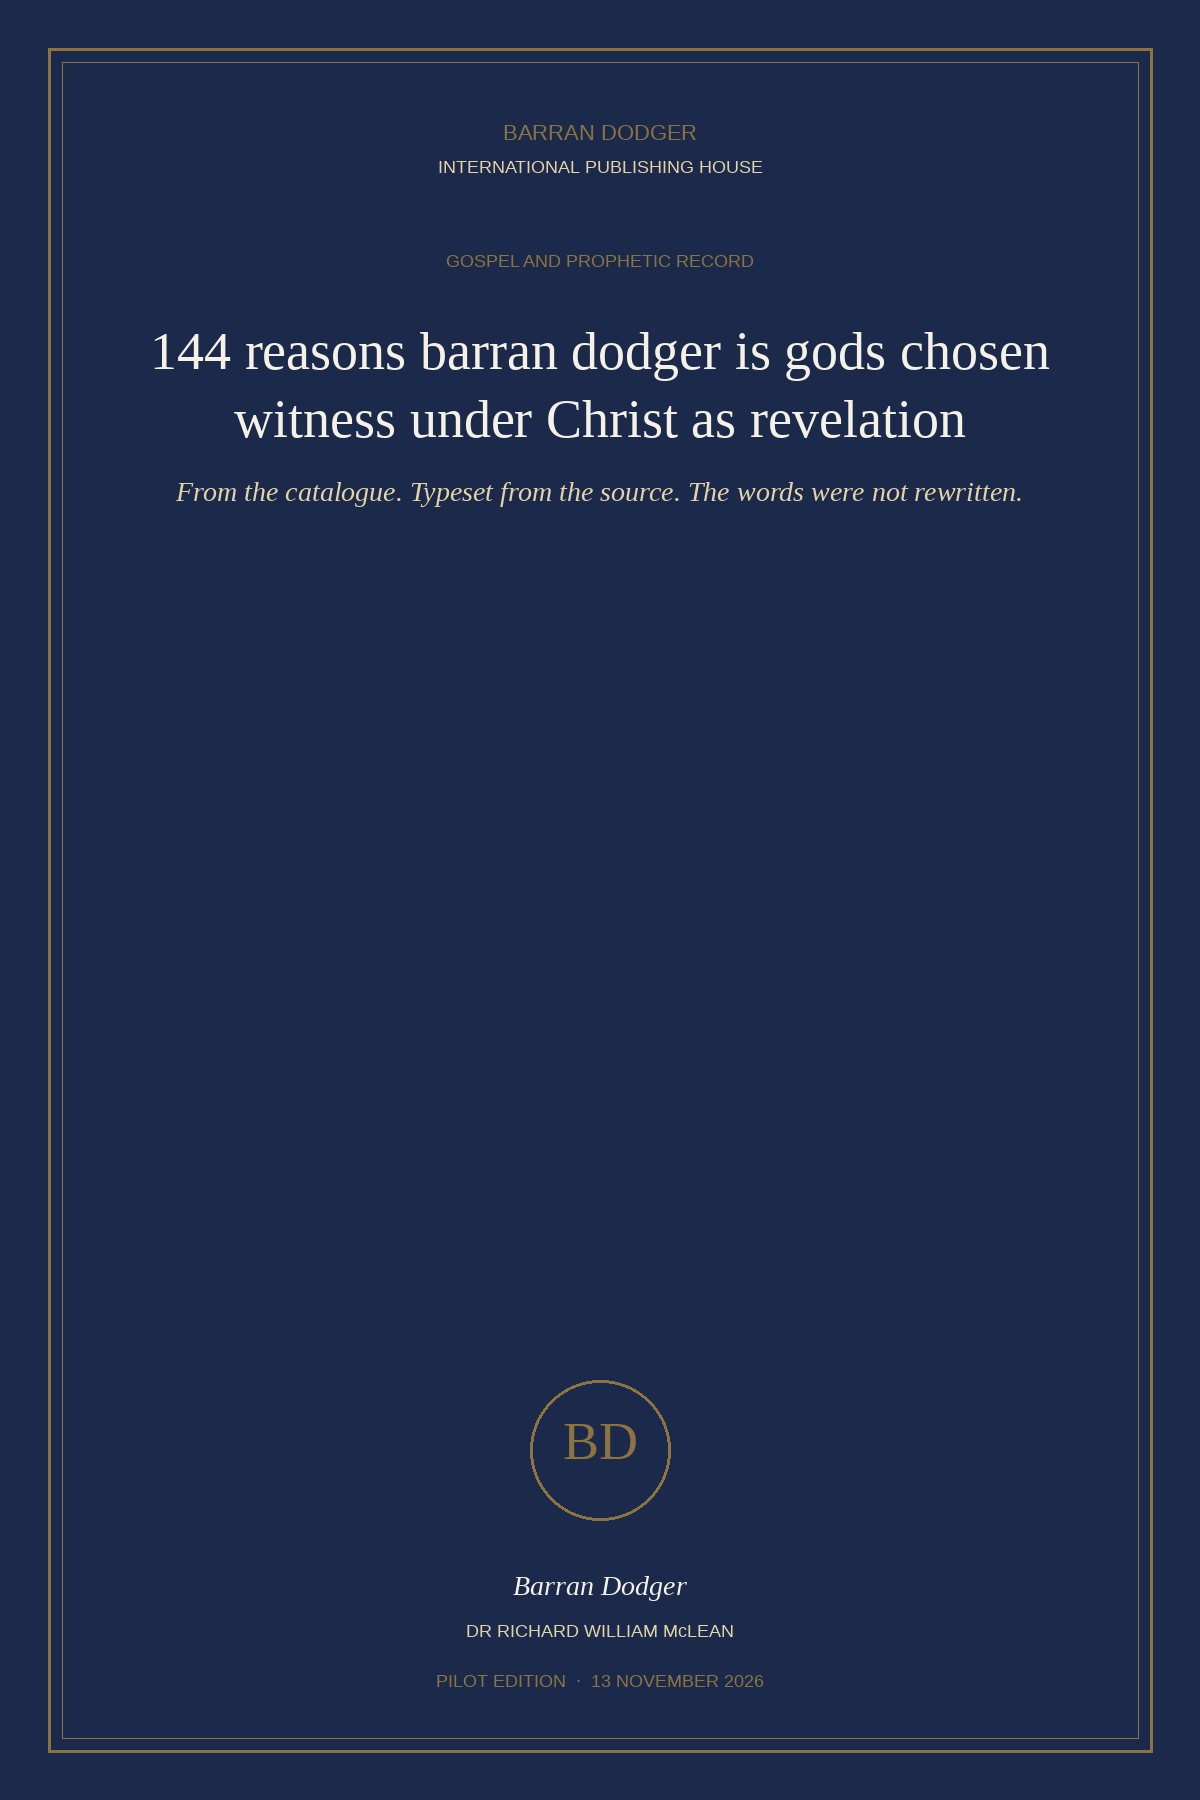 BARRAN DODGER
INTERNATIONAL PUBLISHING HOUSE
GOSPEL AND PROPHETIC RECORD
144 reasons barran dodger is gods chosen
witness under Christ as revelation
From the catalogue. Typeset from the source. The words were not rewritten.
BD
Barran Dodger
DR RICHARD WILLIAM McLEAN
PILOT EDITION · 13 NOVEMBER 2026